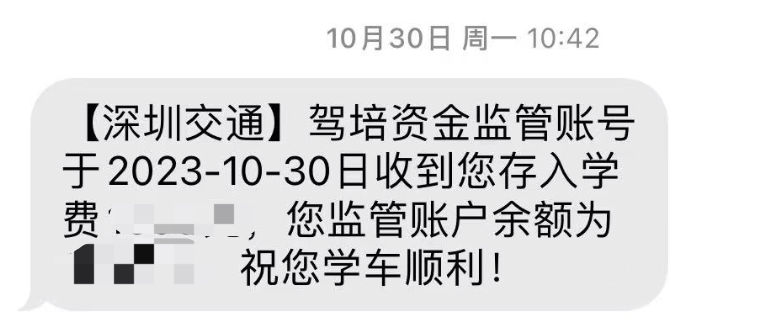 10月30日 周一 10:42
【深圳交通】驾培资金监管账号
于2023-10-30日收到您存入学
费，您监管账户余额为
祝您学车顺利！